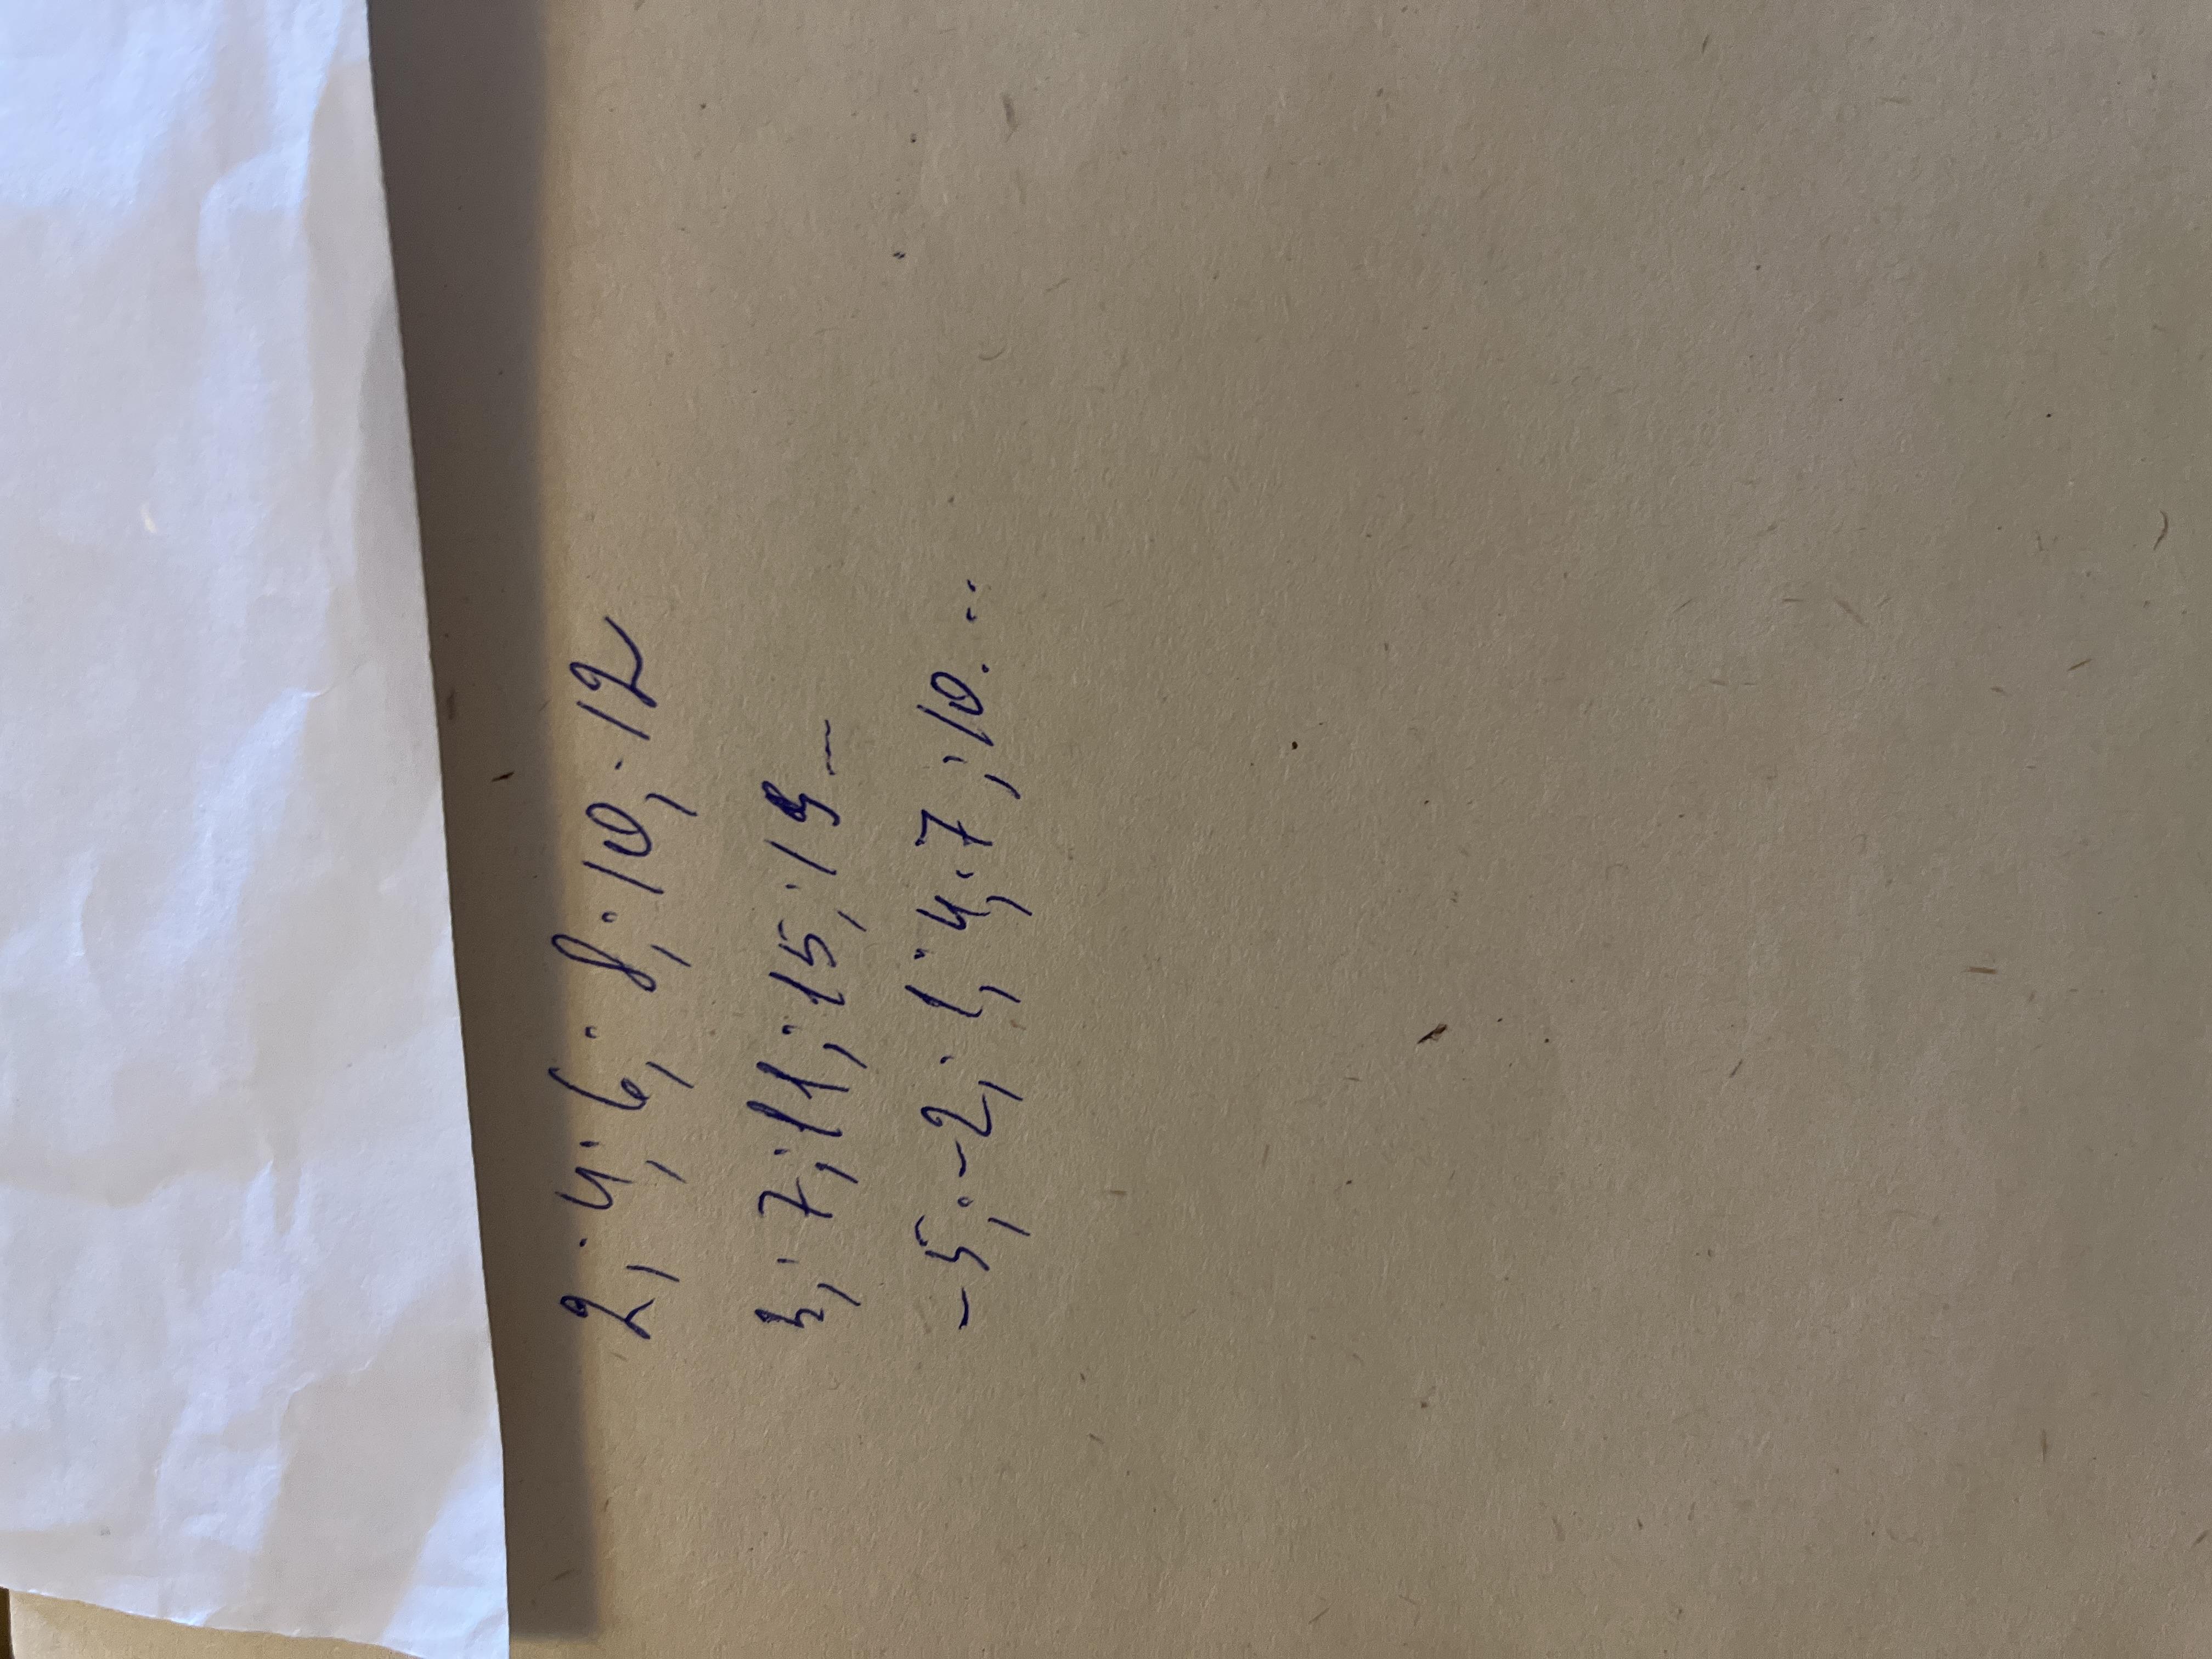 2; 4; 6; 8; 10; 12
3; 7; 11; 15; 19 ...
-5; -2; 1; 4; 7; 10...